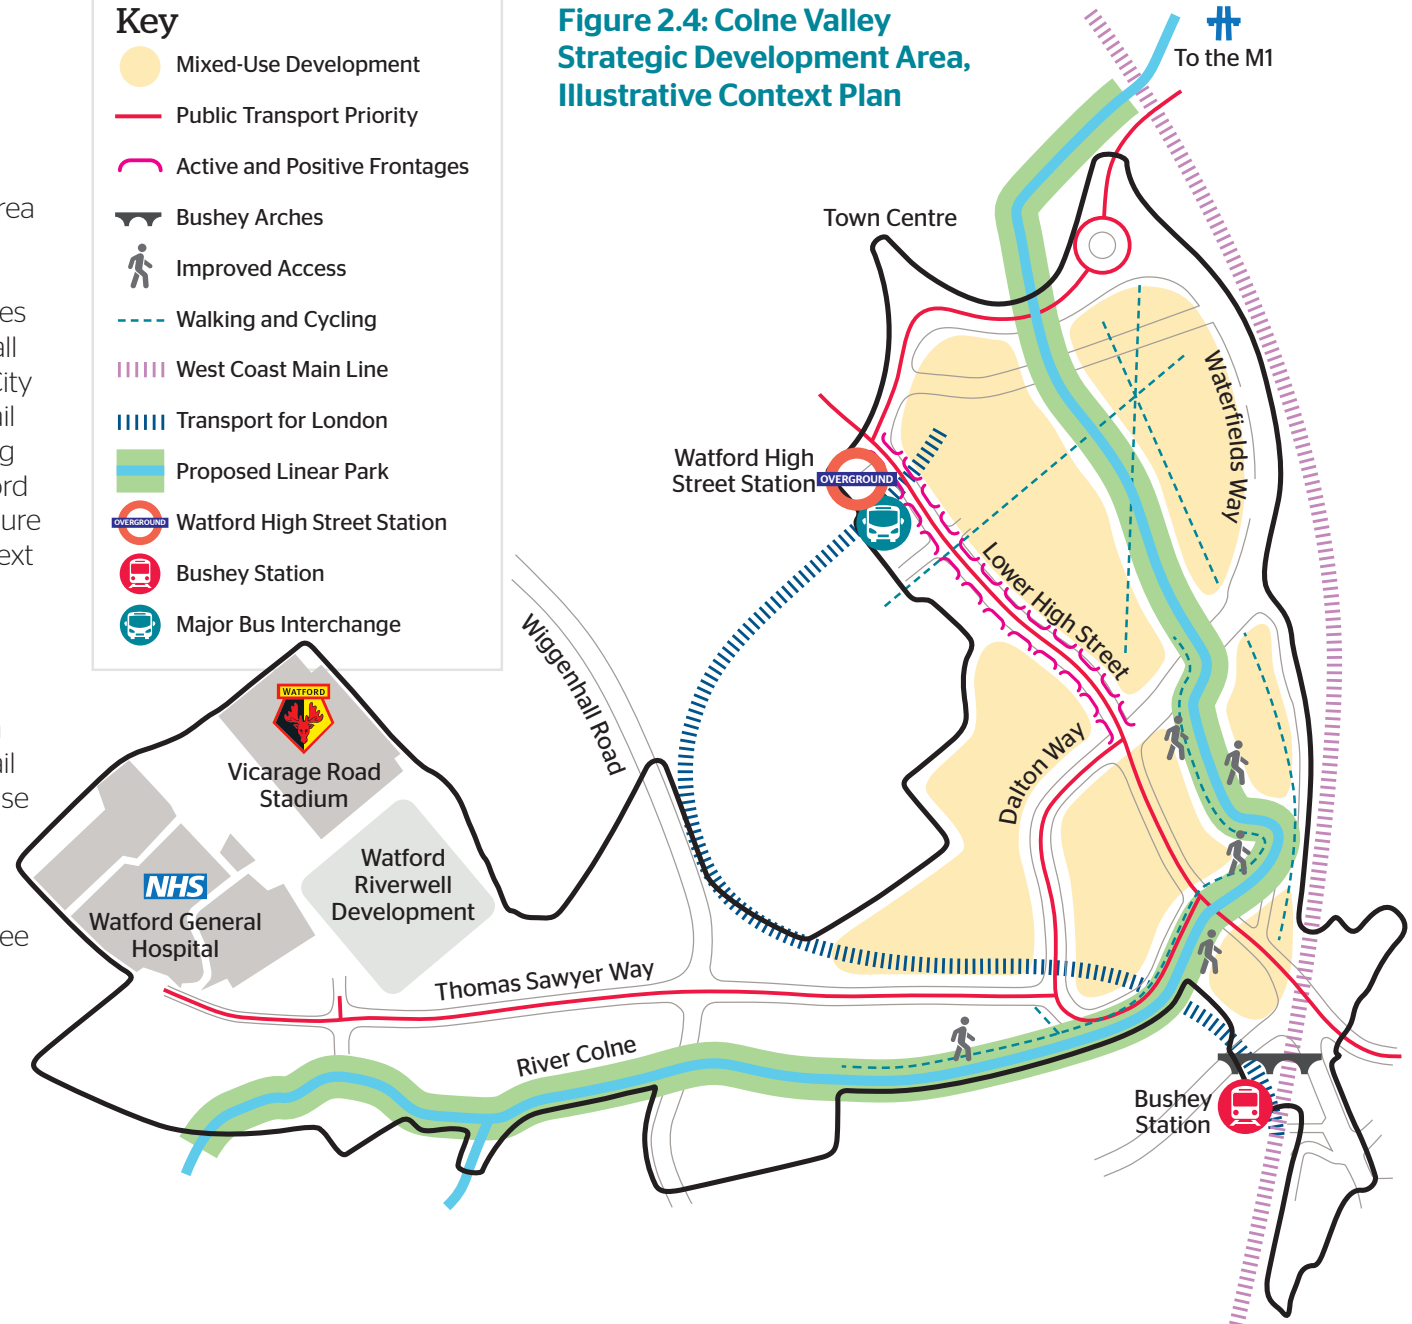 Key
Mixed-Use Development
Public Transport Priority
Active and Positive Frontages
Bushey Arches
Improved Access
Walking and Cycling
West Coast Main Line
Transport for London
Proposed Linear Park
OVERGROUND
Watford High Street Station
Bushey Station
Major Bus Interchange
Figure 2.4: Colne Valley
Strategic Development Area,
Illustrative Context Plan
To the M1
Town Centre
Waterfields Way
Watford High
Street Station
OVERGROUND
Lower High Street
Wiggenhall Road
Dalton Way
WATFORD
Vicarage Road
Stadium
Watford
Riverwell
Development
NHS
Watford General
Hospital
Thomas Sawyer Way
River Colne
Bushey
Station